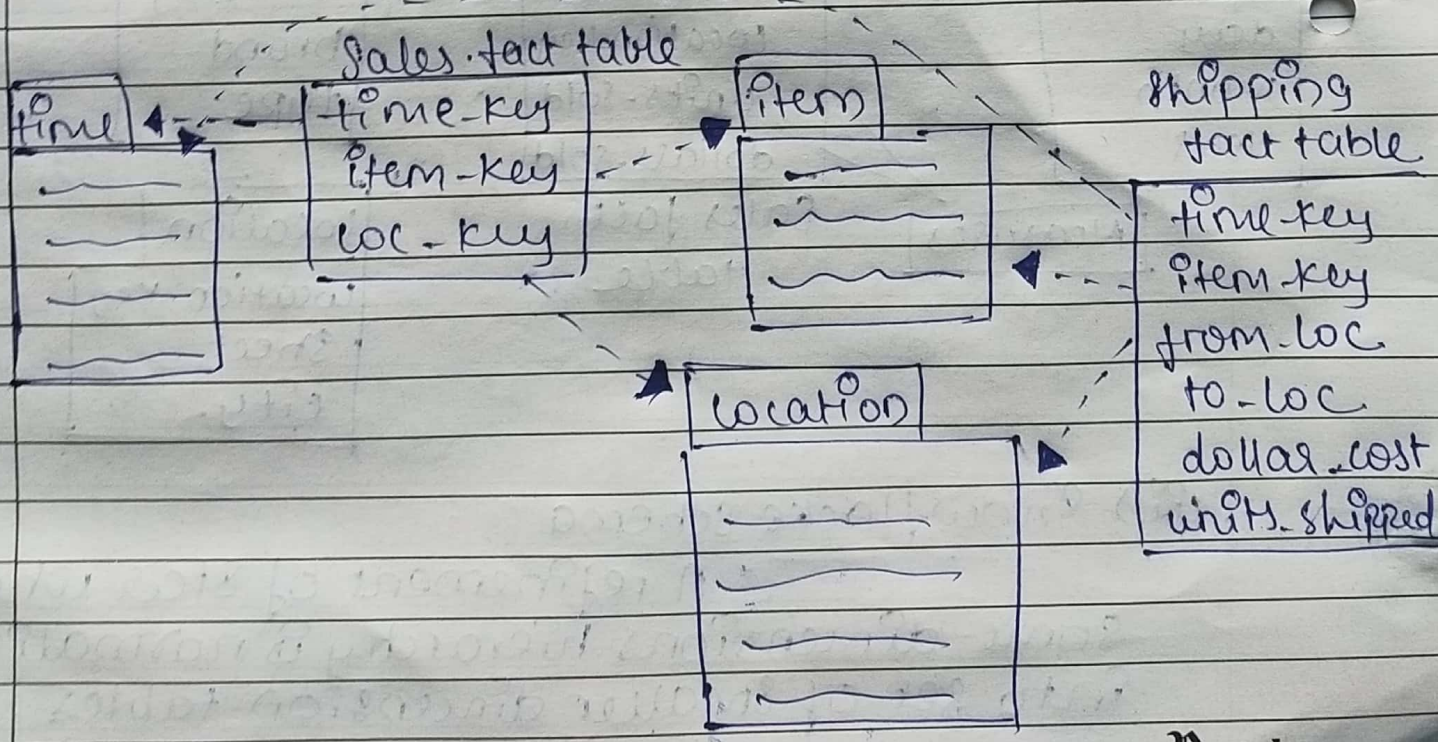 Sales fact table
time
time-key
item-key
loc-key
item
location
shipping
fact table
time-key
item-key
from-loc
to-loc
dollar-cost
units-shipped